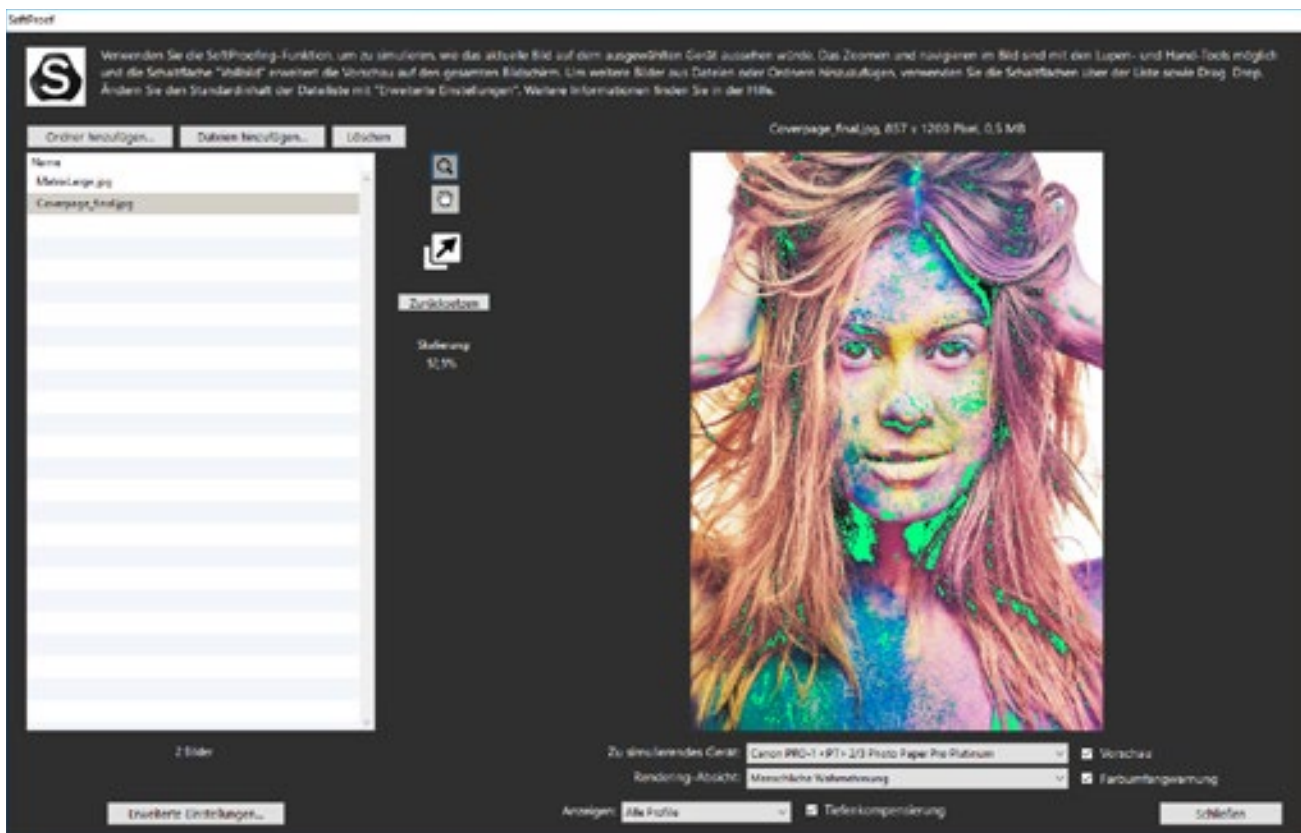 SoftProof
S
Verwenden Sie die SoftProofing-Funktion, um zu simulieren, wie das aktuelle Bild auf dem ausgewählten Gerät aussehen würde. Das Zoomen und navigieren im Bild sind mit den Lupen- und Hand-Tools möglich
und die Schaltfläche "Vollbild" erweitert die Vorschau auf den gesamten Bildschirm. Um weitere Bilder aus Dateien oder Ordnern hinzuzufügen, verwenden Sie die Schaltflächen über der Liste sowie Drag. Drop.
Ändern Sie den Standardinhalt der Dateiliste mit "Erweiterte Einstellungen". Weitere Informationen finden Sie in der Hilfe.
Ordner hinzufügen... Dateien hinzufügen... Löschen
Coverpage_final.jpg, 857 x 1200 Pixel, 0,5 MB
Name
Coverpage_final.jpg
Zurücksetzen
Skalierung:
2 Bilder
Zu simulierendes Gerät: Canon PRO-1 <PT> 2/3 Photo Paper Pro Platinum Vorschau
Rendering-Absicht: Menschliche Wahrnehmung Farbumfangwarnung
Erweiterte Einstellungen... Anzeigen: Alle Profile Tiefenkompensierung Schließen